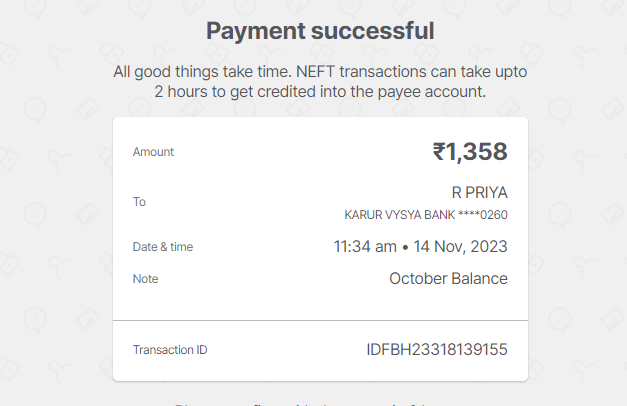 Payment successful
All good things take time. NEFT transactions can take upto
2 hours to get credited into the payee account.
Amount ₹1,358
To R PRIYA
KARUR VYSYA BANK ****0260
Date & time 11:34 am • 14 Nov, 2023
Note October Balance
Transaction ID IDFBH23318139155